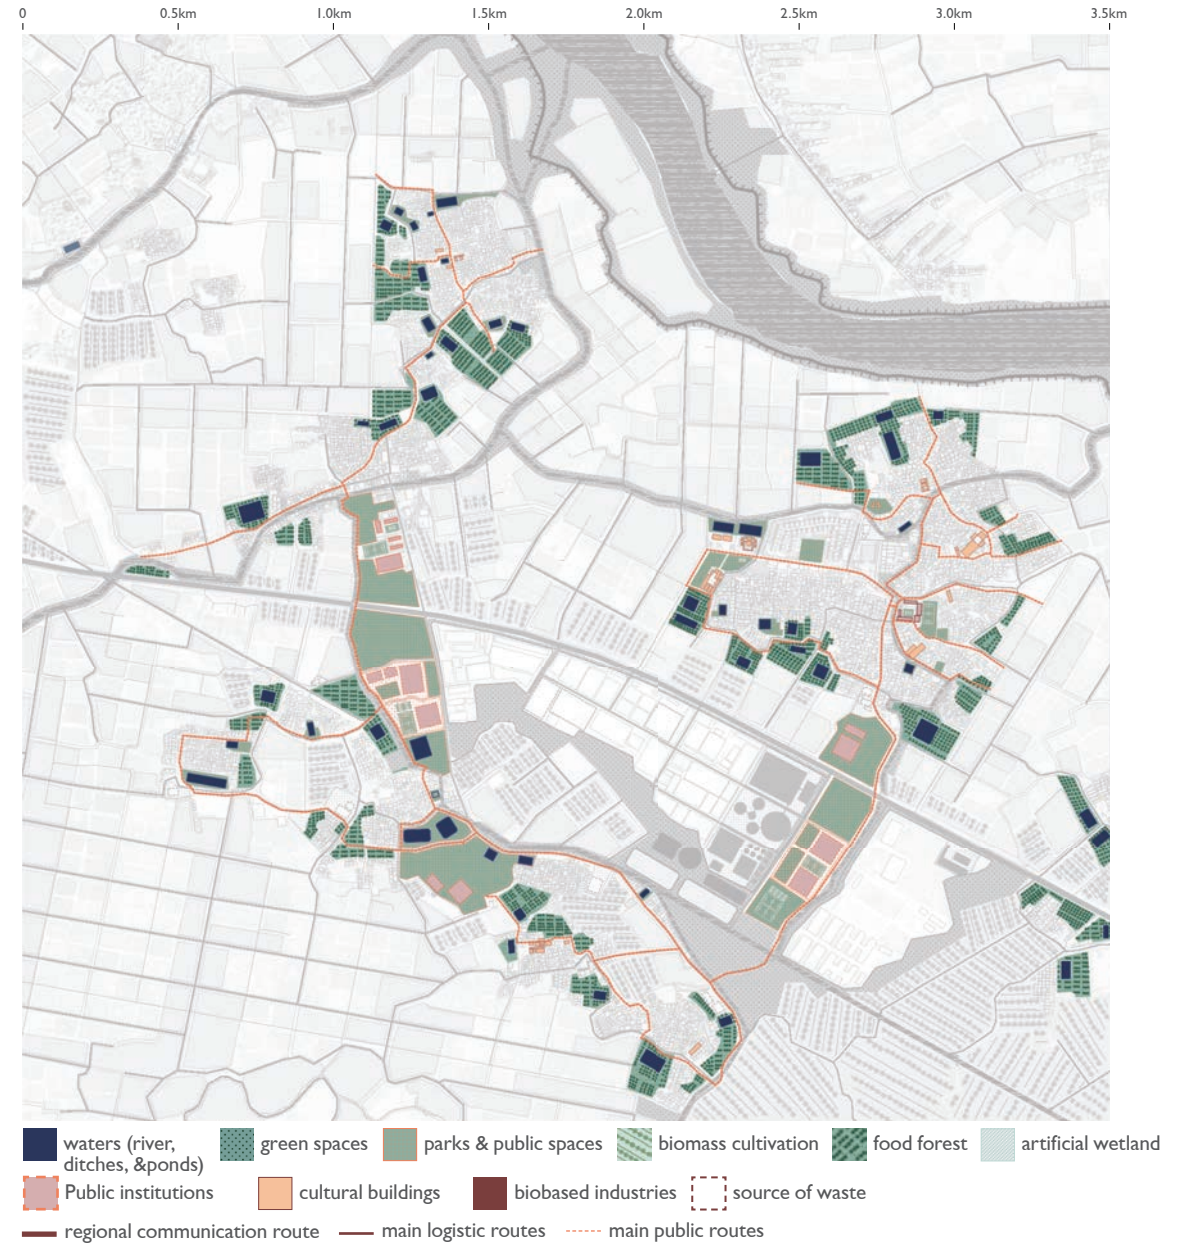 0 0.5km 1.0km 1.5km 2.0km 2.5km 3.0km 3.5km
waters (river, ditches, &ponds)
green spaces
parks & public spaces
biomass cultivation
food forest
artificial wetland
Public institutions
cultural buildings
biobased industries
source of waste
regional communication route
main logistic routes
main public routes